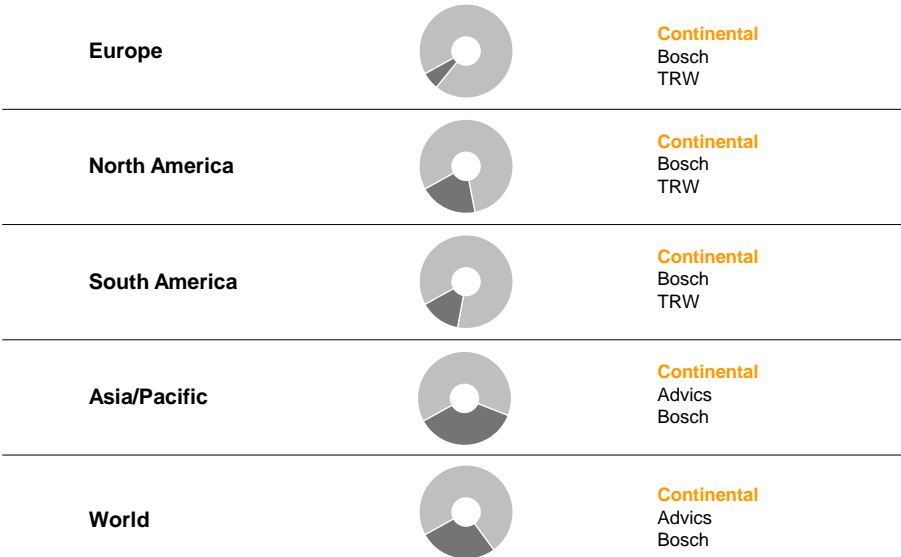 Europe
Continental
Bosch
TRW
North America
Continental
Bosch
TRW
South America
Continental
Bosch
TRW
Asia/Pacific
Continental
Advics
Bosch
World
Continental
Advics
Bosch